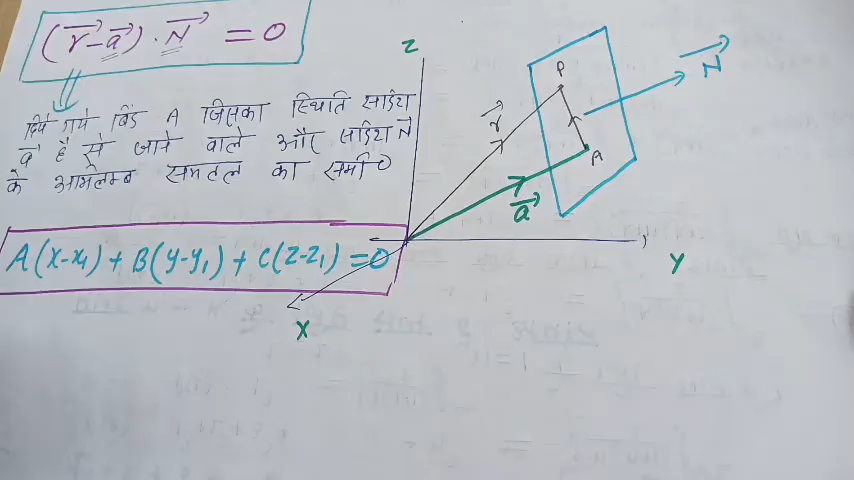 (r⃗-a⃗)·N⃗ = 0
दिये गये बिंदु A जिसका स्थिति सदिश
a⃗ है से जाने वाले और सदिश N⃗
के अभिलम्ब समतल का समी०
A(x-x₁) + B(y-y₁) + C(z-z₁) = 0
Z
P
N⃗
r⃗
A
a⃗
Y
X